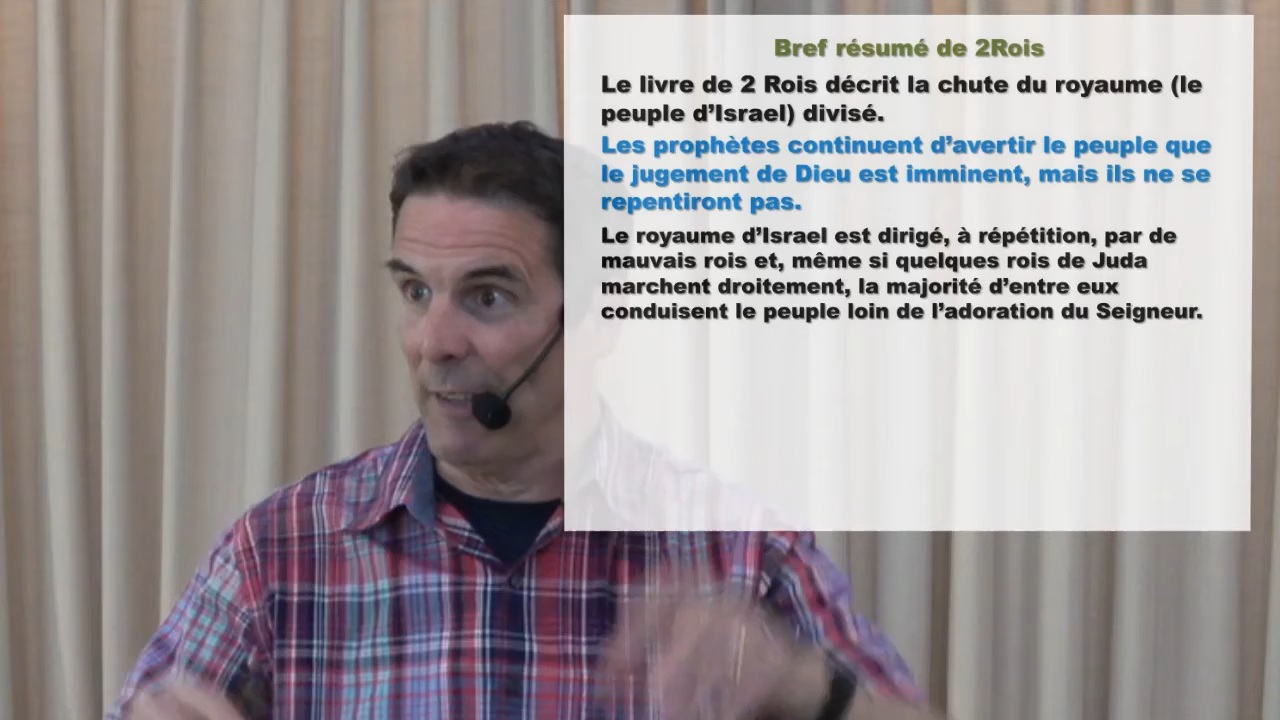 Bref résumé de 2Rois
Le livre de 2 Rois décrit la chute du royaume (le
peuple d’Israel) divisé.
Les prophètes continuent d’avertir le peuple que
le jugement de Dieu est imminent, mais ils ne se
repentiront pas.
Le royaume d’Israel est dirigé, à répétition, par de
mauvais rois et, même si quelques rois de Juda
marchent droitement, la majorité d’entre eux
conduisent le peuple loin de l’adoration du Seigneur.